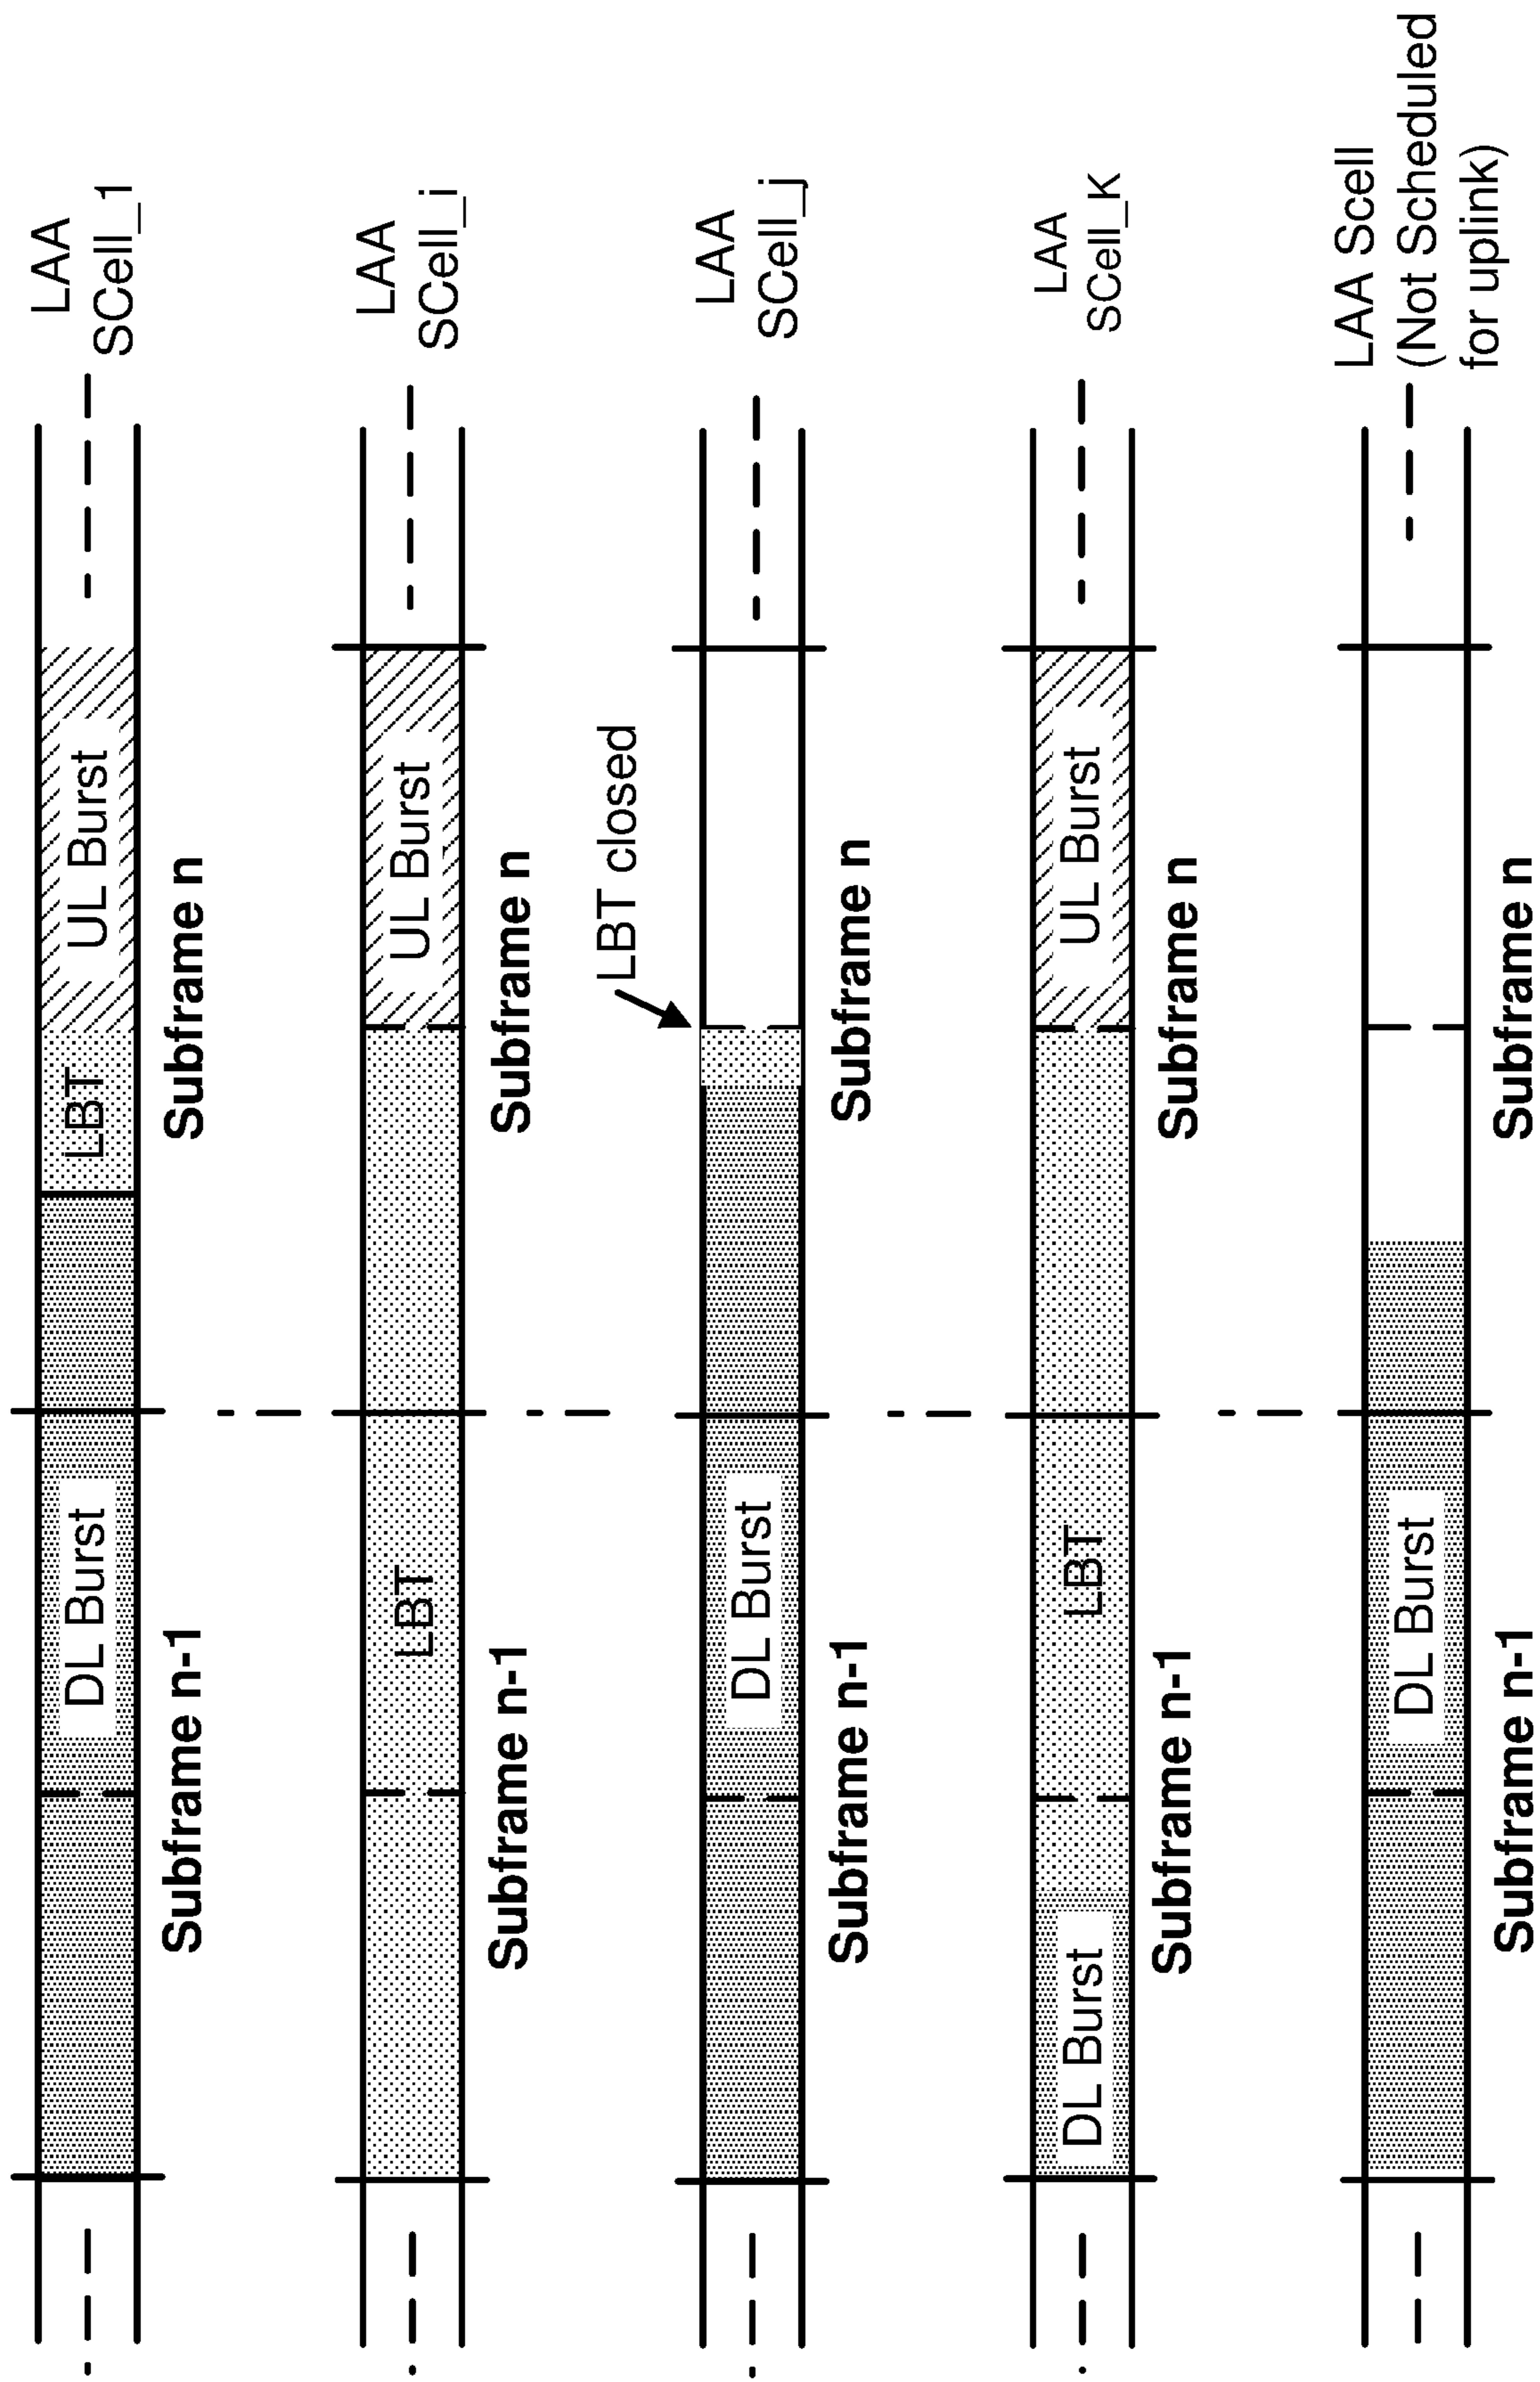 DL Burst
LBT
UL Burst
LAA
SCell_1
Subframe n-1
Subframe n
LBT
UL Burst
LAA
SCell_i
Subframe n-1
Subframe n
LBT closed
DL Burst
LAA
SCell_j
Subframe n-1
Subframe n
DL Burst
LBT
UL Burst
LAA
SCell_K
Subframe n-1
Subframe n
DL Burst
LAA Scell
(Not Scheduled
for uplink)
Subframe n-1
Subframe n